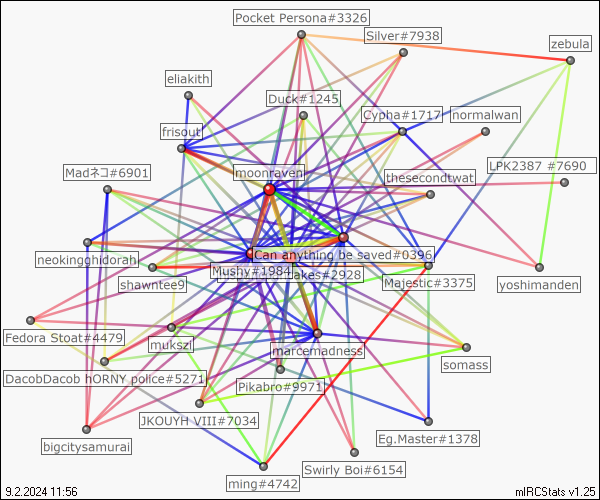 Pocket Persona#3326
Silver#7938
zebula
eliakith
Duck#1245
Cypha#1717
normalwan
frisout
LPK2387 #7690
Madネコ#6901
moonraven
thesecondtwat
neokingghidorah
Can anything be saved#0396
shawntee9
Mushy#1984
akes#2928
Majestic#3375
yoshimanden
Fedora Stoat#4479
mukszi
marcemadness
somass
DacobDacob hORNY police#5271
Pikabro#9971
JKOUYH VIII#7034
bigcitysamurai
Eg.Master#1378
Swirly Boi#6154
ming#4742
9.2.2024 11:56
mIRCStats v1.25